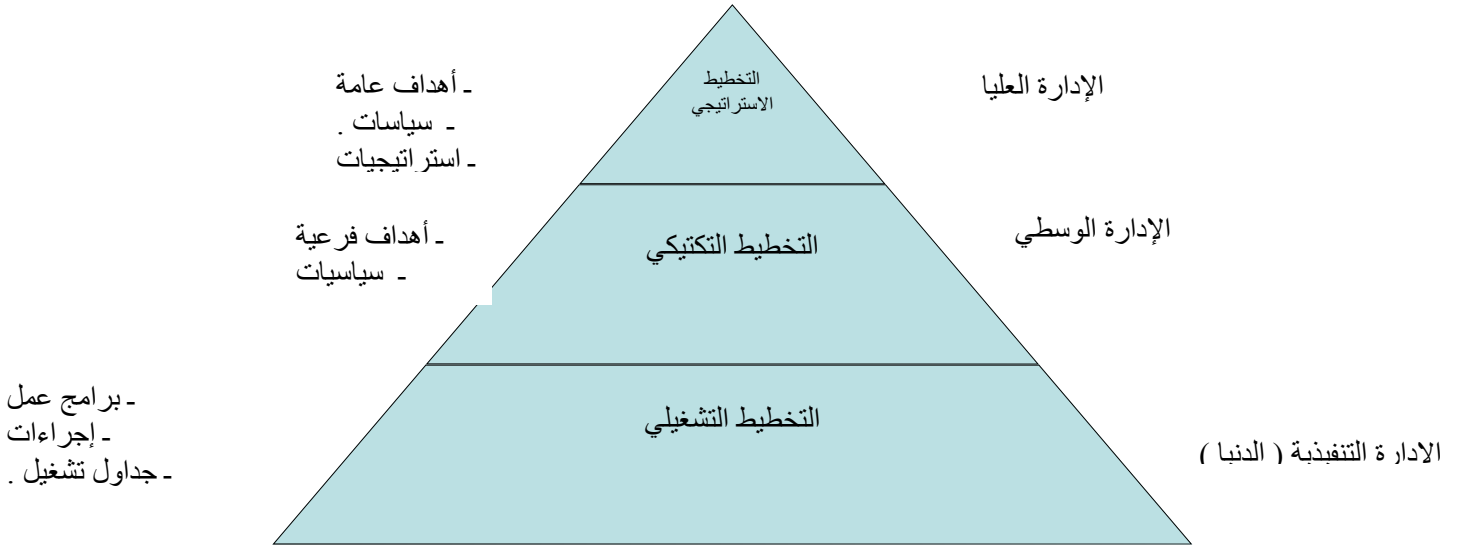 الإدارة العليا
التخطيط
الاستراتيجي
ـ أهداف عامة
ـ سياسات .
ـ استراتيجيات
الإدارة الوسطي
التخطيط التكتيكي
ـ أهداف فرعية
ـ سياسيات
الادارة التنفيذية ( الدنيا )
التخطيط التشغيلي
ـ برامج عمل
ـ إجراءات
ـ جداول تشغيل .